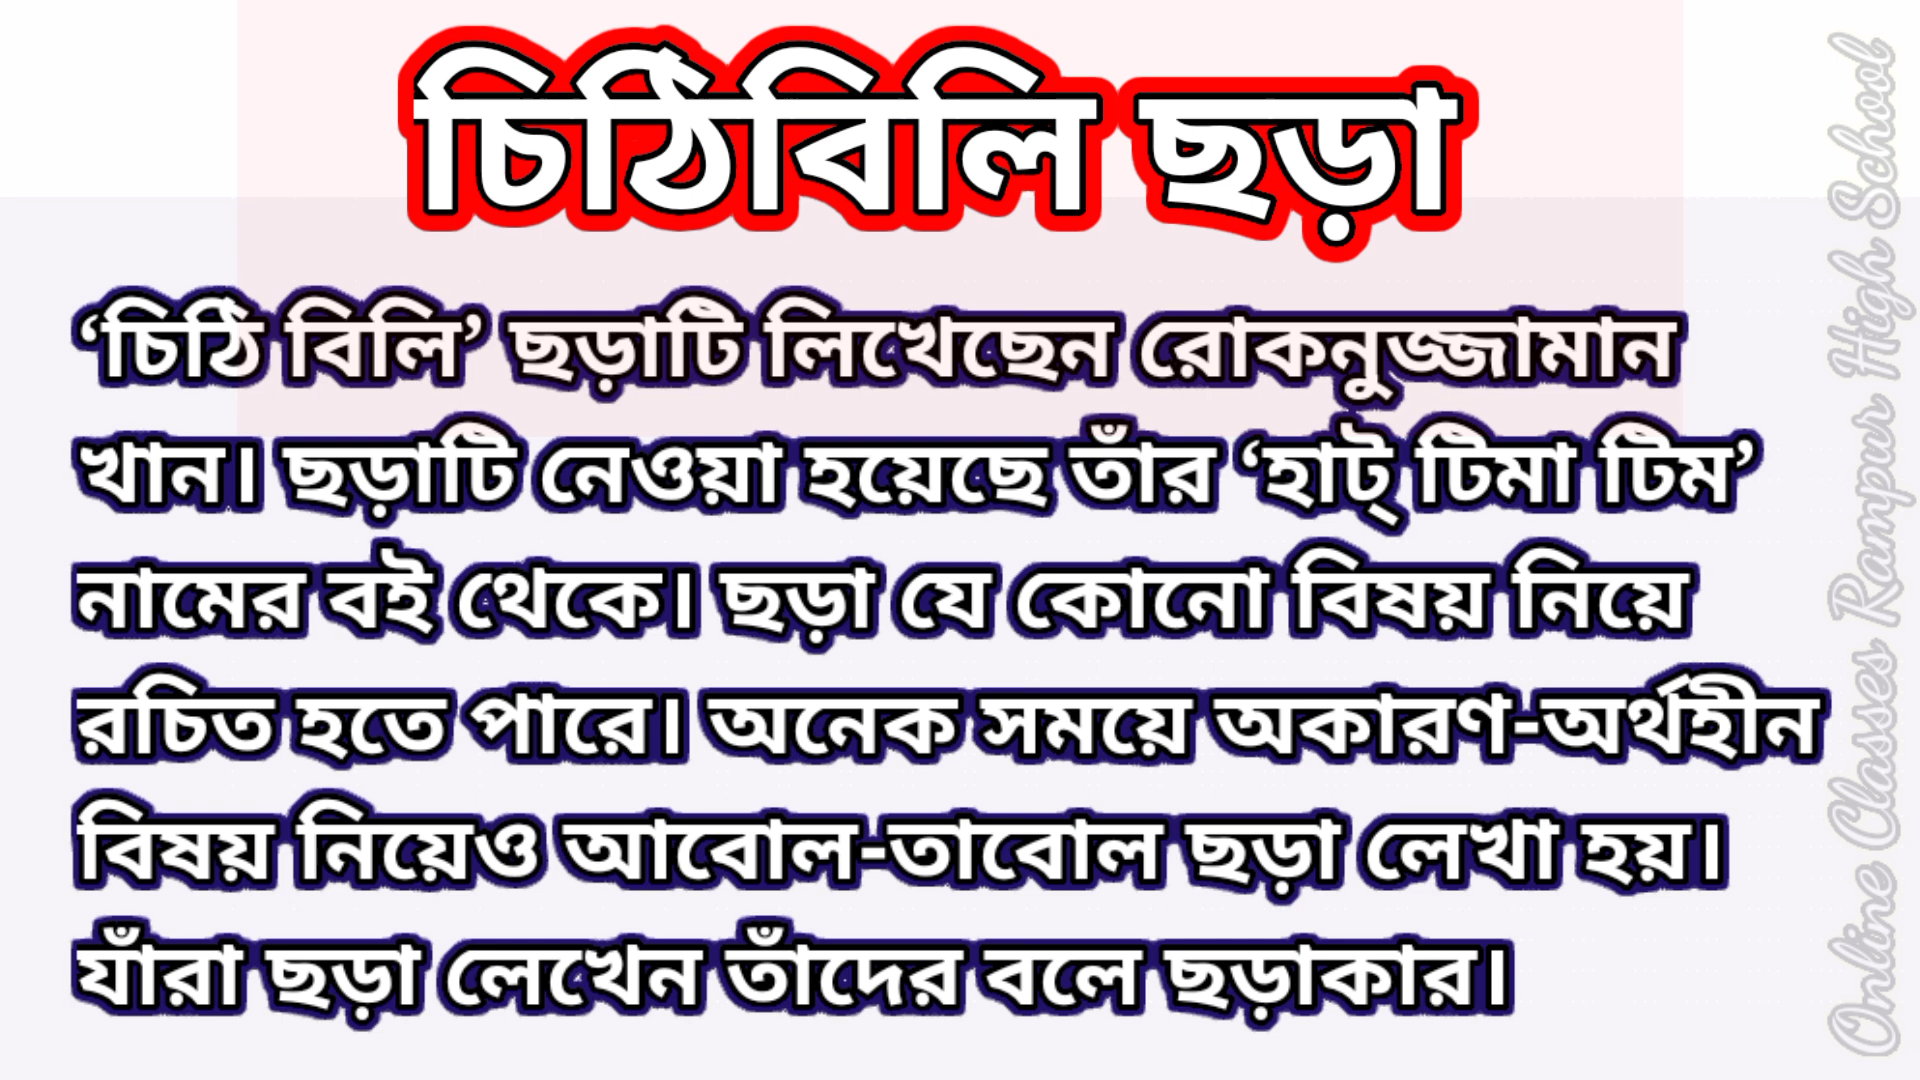 চিঠিবিলি ছড়া
‘চিঠি বিলি’ ছড়াটি লিখেছেন রোকনুজ্জামান
খান। ছড়াটি নেওয়া হয়েছে তাঁর ‘হাট্ টিমা টিম’
নামের বই থেকে। ছড়া যে কোনো বিষয় নিয়ে
রচিত হতে পারে। অনেক সময়ে অকারণ-অর্থহীন
বিষয় নিয়েও আবোল-তাবোল ছড়া লেখা হয়।
যাঁরা ছড়া লেখেন তাঁদের বলে ছড়াকার।
Online Classes Rampur High School